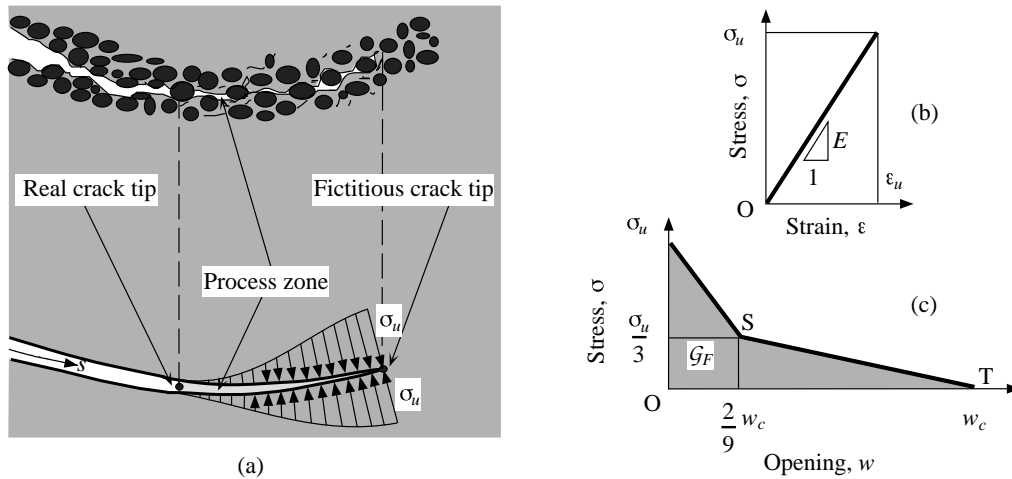 Real crack tip
Fictitious crack tip
Process zone
σu
σu
s
(a)
σu
Stress, σ
E
1
εu
O
Strain, ε
(b)
σu
Stress, σ
σu
3
S
𝒢F
(c)
T
O
2
9
wc
wc
Opening, w